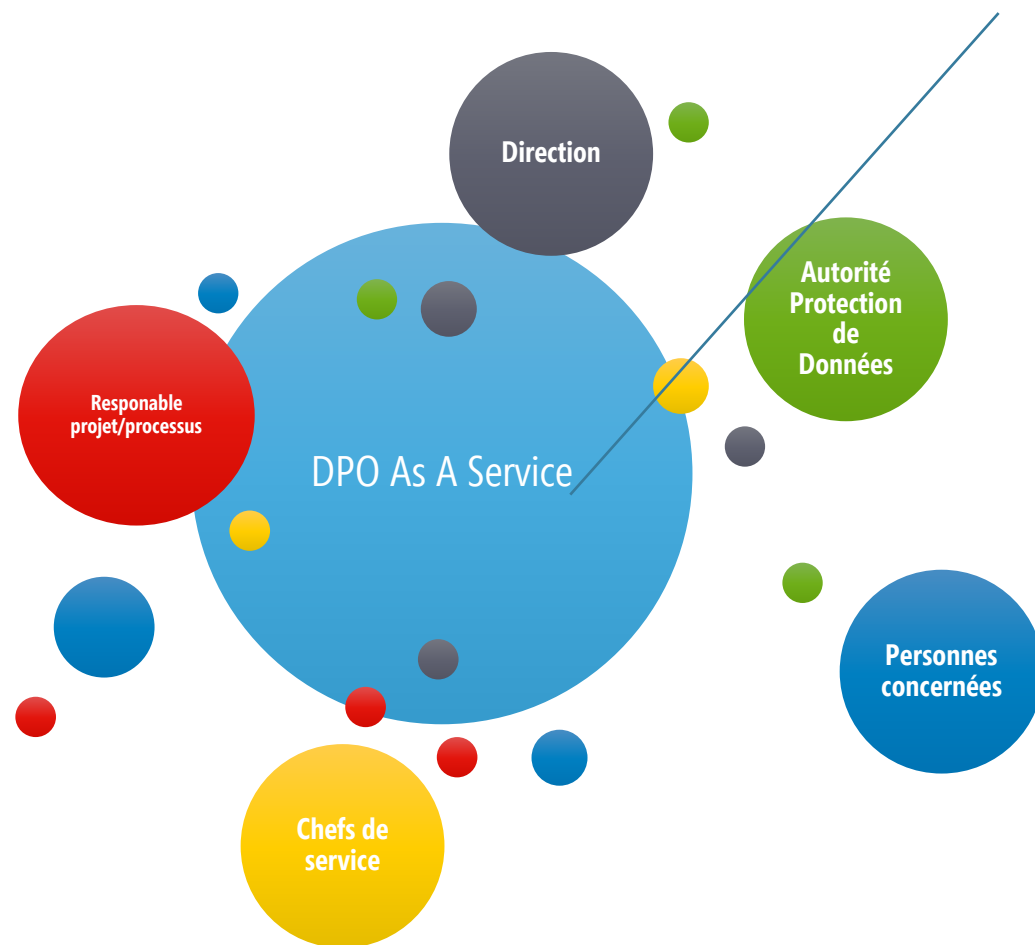 Direction
Autorité
Protection
de
Données
Responable
projet/processus
DPO As A Service
Personnes
concernées
Chefs de
service